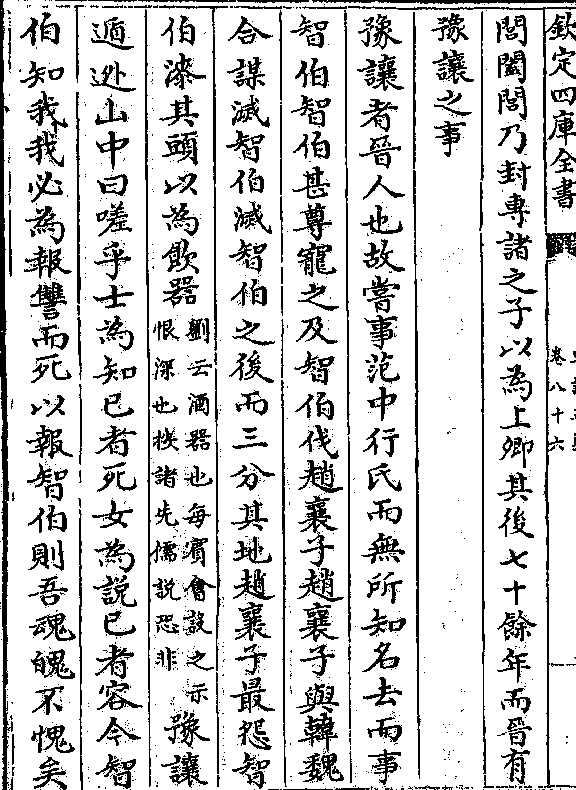 欽定四庫全書
卷八十六
閭闔閭乃封專諸之子以為上卿其後七十餘年而晉有
豫讓之事
豫讓者晉人也故嘗事范中行氏而無所知名去而事
智伯智伯甚尊寵之及智伯伐趙襄子趙襄子與韓魏
合謀滅智伯滅智伯之後而三分其地趙襄子最怨智
伯漆其頭以為飲器劉云酒器也每賓會設之示恨深也按諸先儒說恐非豫讓
遁逃山中曰嗟乎士為知己者死女為說己者容今智
伯知我我必為報讐而死以報智伯則吾魂魄不愧矣